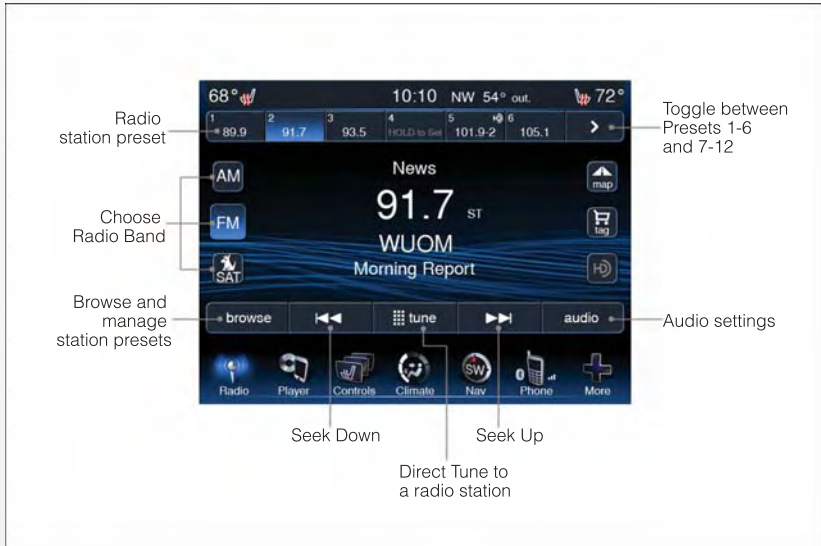 68° 10:10 NW 54° out. 72°
Radio
station preset
1 89.9 2 91.7 3 93.5 4 HOLD to Set 5 101.9-2 HD 6 105.1 >
Toggle between
Presets 1-6
and 7-12
AM
News
map
Choose
Radio Band
FM
91.7 ST
tag
WUOM
SAT
Morning Report
HD
Browse and
manage
station presets
browse tune audio
Audio settings
Radio Player Controls Climate SW Nav Phone More
Seek Down Seek Up
Direct Tune to
a radio station